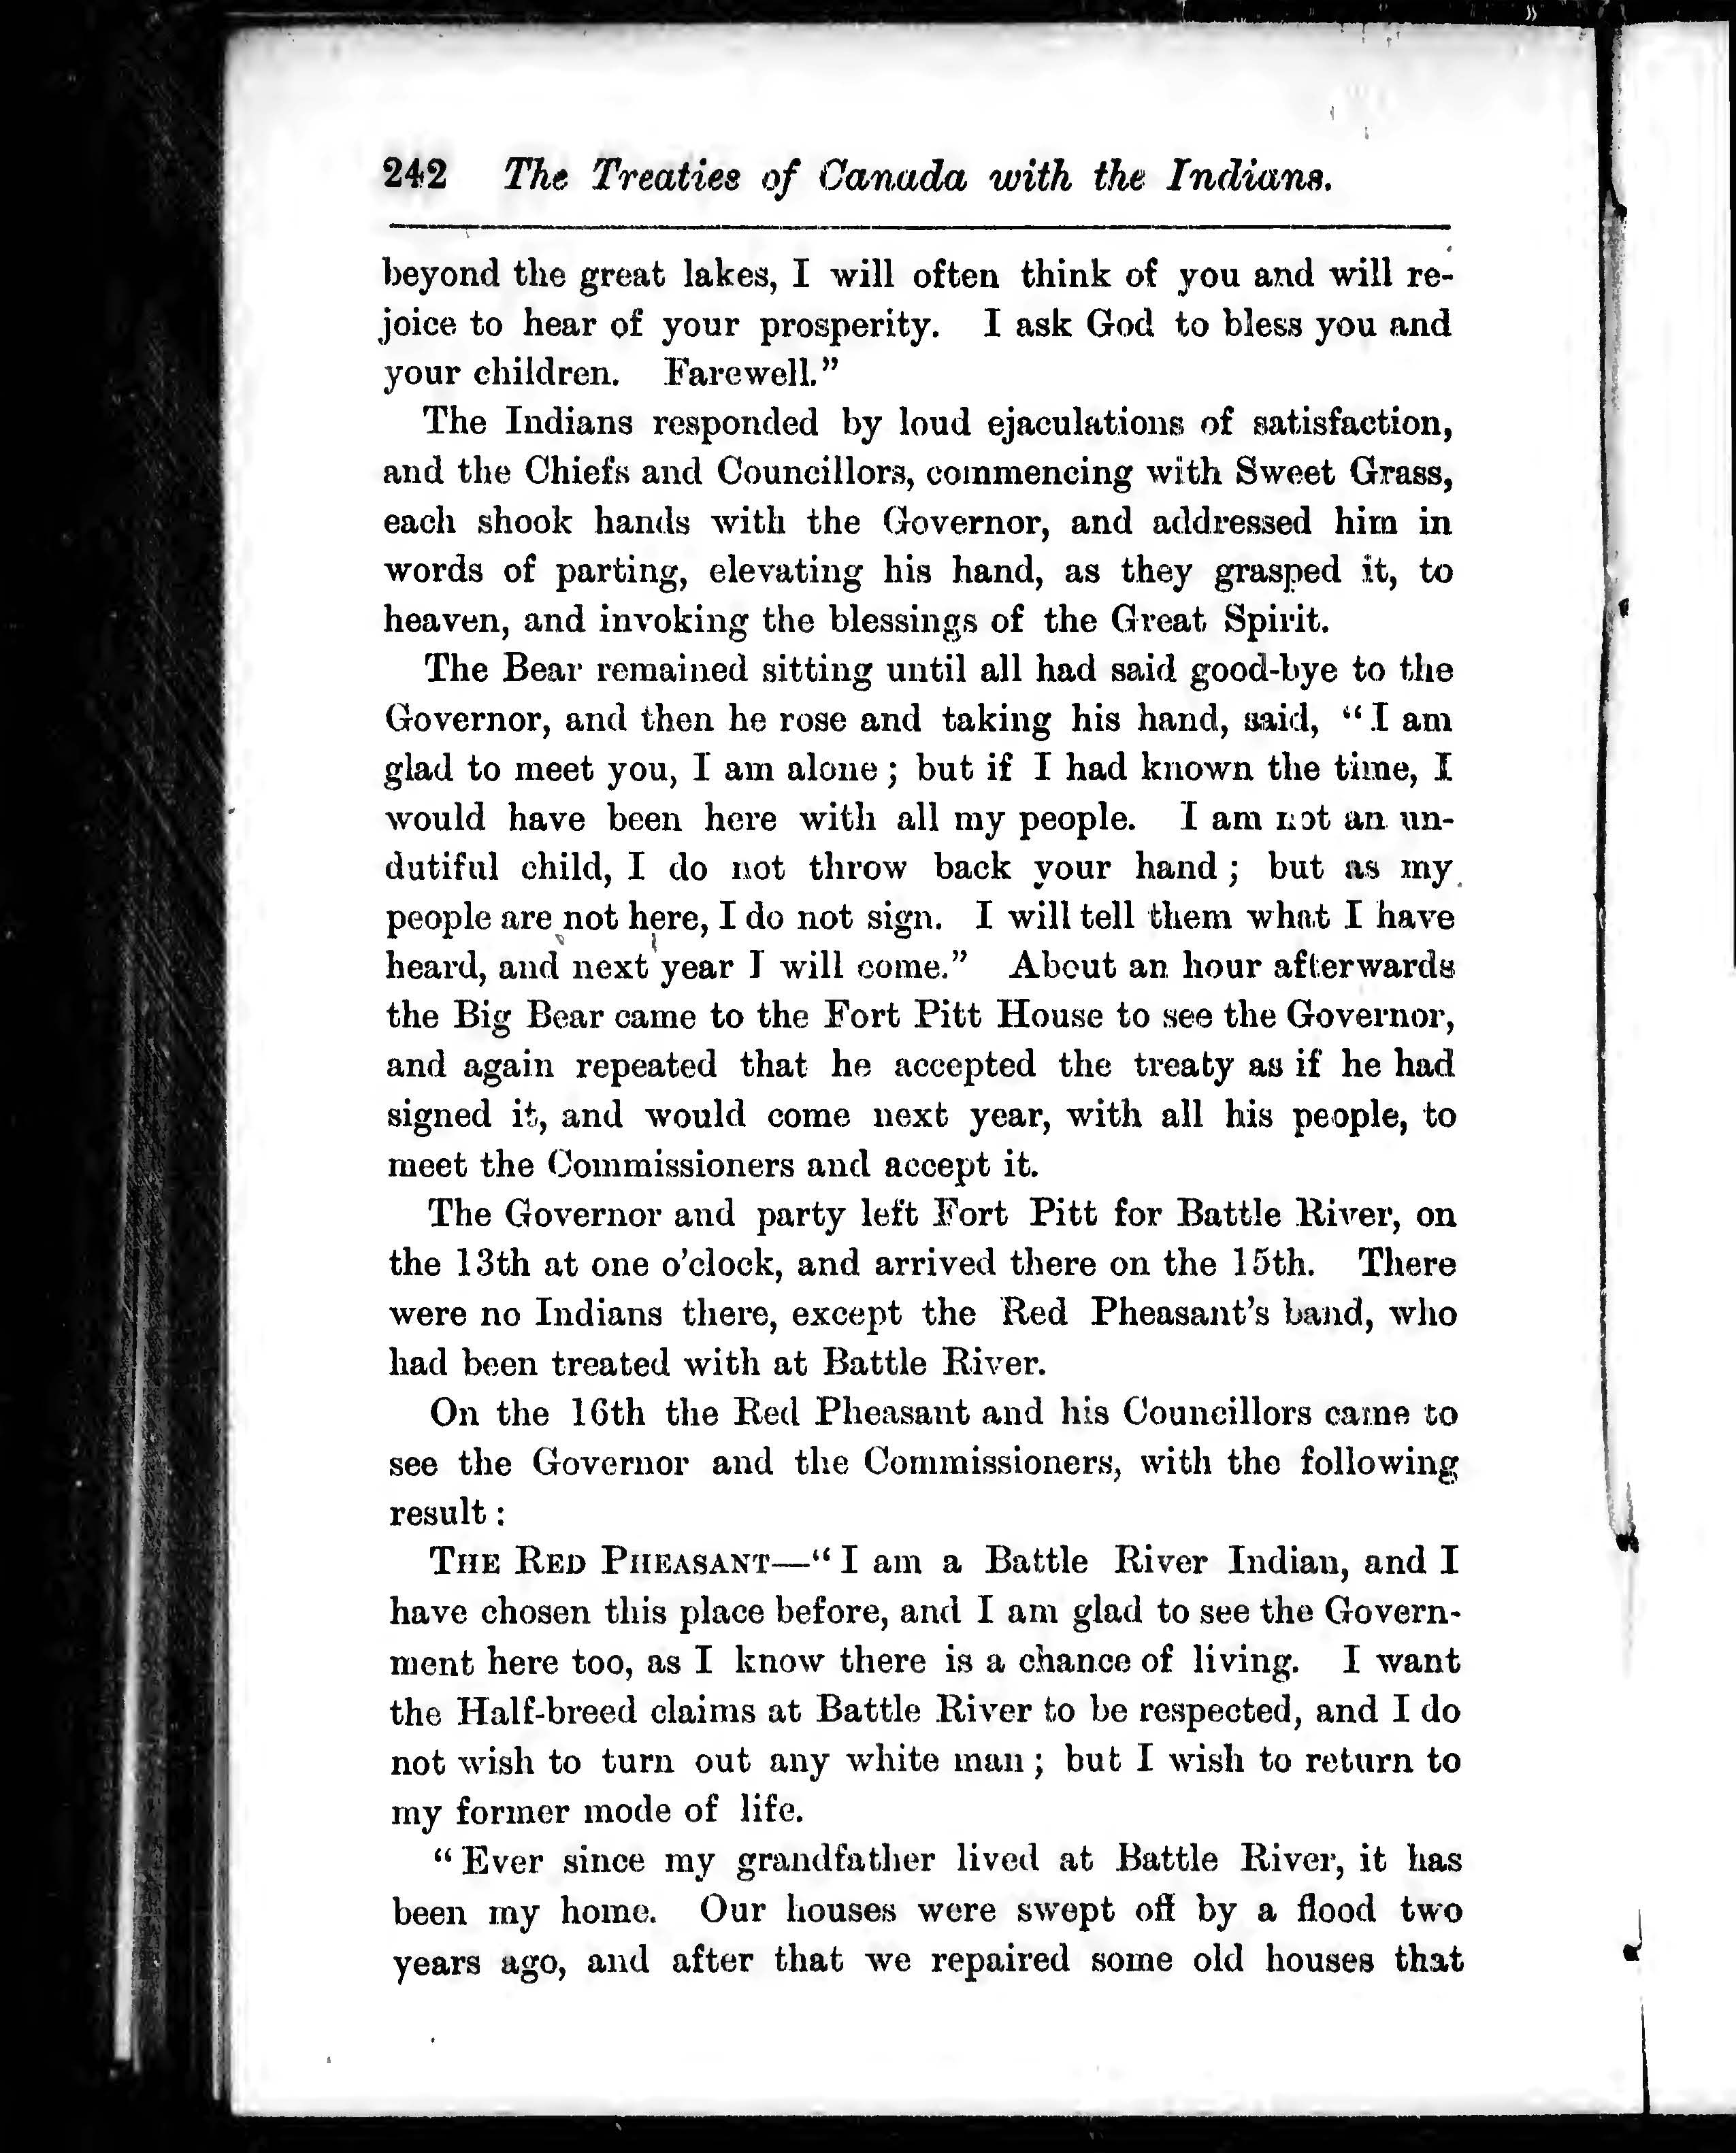 242 The Treaties of Canada with the Indians.
beyond the great lakes, I will often think of you and will re-
joice to hear of your prosperity. I ask God to bless you and
your children. Farewell.”
The Indians responded by loud ejaculations of satisfaction,
and the Chiefs and Councillors, commencing with Sweet Grass,
each shook hands with the Governor, and addressed him in
words of parting, elevating his hand, as they grasped it, to
heaven, and invoking the blessings of the Great Spirit.
The Bear remained sitting until all had said good-bye to the
Governor, and then he rose and taking his hand, said, “ I am
glad to meet you, I am alone ; but if I had known the time, I
would have been here with all my people. I am not an un-
dutiful child, I do not throw back your hand ; but as my
people are not here, I do not sign. I will tell them what I have
heard, and next year I will come.” About an hour afterwards
the Big Bear came to the Fort Pitt House to see the Governor,
and again repeated that he accepted the treaty as if he had
signed it, and would come next year, with all his people, to
meet the Commissioners and accept it.
The Governor and party left Fort Pitt for Battle River, on
the 13th at one o’clock, and arrived there on the 15th. There
were no Indians there, except the Red Pheasant’s band, who
had been treated with at Battle River.
On the 16th the Red Pheasant and his Councillors came to
see the Governor and the Commissioners, with the following
result :
THE RED PHEASANT—“ I am a Battle River Indian, and I
have chosen this place before, and I am glad to see the Govern-
ment here too, as I know there is a chance of living. I want
the Half-breed claims at Battle River to be respected, and I do
not wish to turn out any white man ; but I wish to return to
my former mode of life.
“ Ever since my grandfather lived at Battle River, it has
been my home. Our houses were swept off by a flood two
years ago, and after that we repaired some old houses that